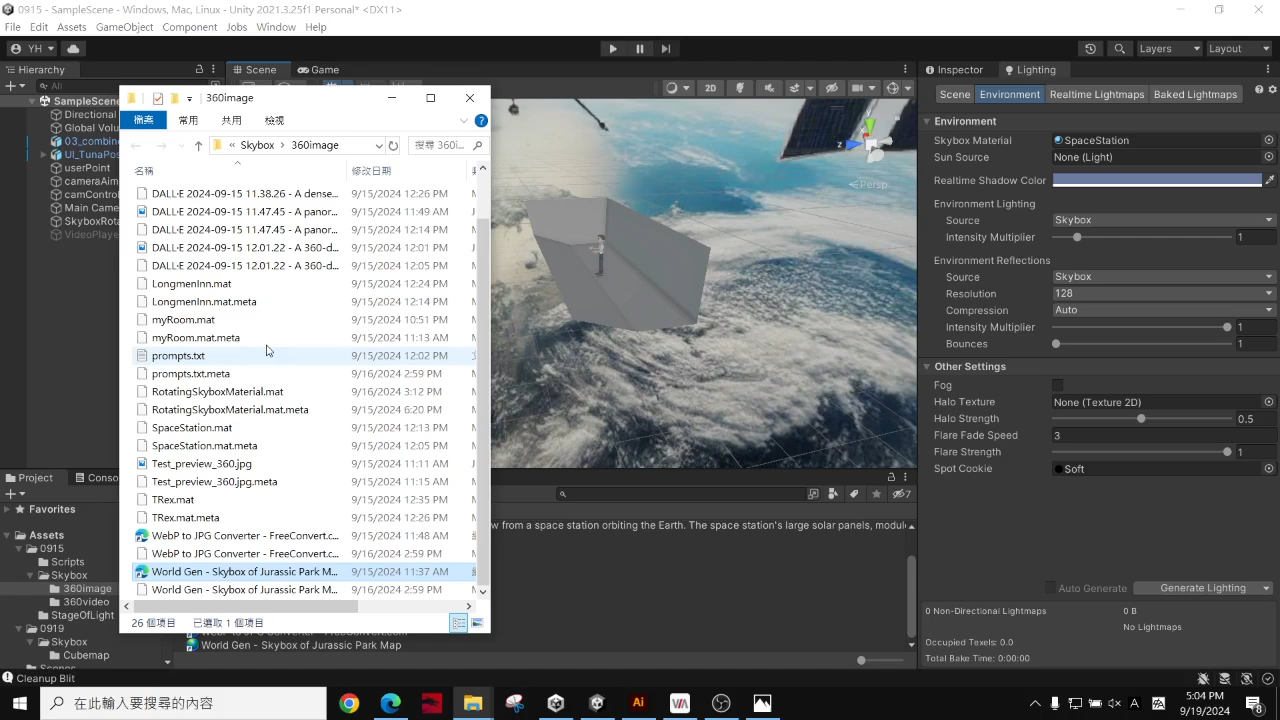 0915 - SampleScene - Windows, Mac, Linux - Unity 2021.3.25f1 Personal* <DX11>
File Edit Assets GameObject Component Jobs Window Help
YH Layers Layout
Hierarchy Scene Game Inspector Lighting
All 2D
SampleScene
Directional
Global Volu
03_combin
UI_TunaPos
userPoint
cameraAim
camControl
Main Came
SkyboxRota
VideoPlaye
360image
檔案 常用 共用 檢視
« Skybox > 360image 搜尋 360i...
名稱 修改日期
DALL·E 2024-09-15 11.38.26 - A dense... 9/15/2024 12:26 PM
DALL·E 2024-09-15 11.47.45 - A panor... 9/15/2024 11:49 AM
DALL·E 2024-09-15 11.47.45 - A panor... 9/15/2024 12:14 PM
DALL·E 2024-09-15 12.01.22 - A 360-d... 9/15/2024 12:01 PM
DALL·E 2024-09-15 12.01.22 - A 360-d... 9/15/2024 12:05 PM
LongmenInn.mat 9/15/2024 12:24 PM
LongmenInn.mat.meta 9/15/2024 12:14 PM
myRoom.mat 9/15/2024 10:51 PM
myRoom.mat.meta 9/15/2024 11:13 AM
prompts.txt 9/15/2024 12:02 PM
prompts.txt.meta 9/16/2024 2:59 PM
RotatingSkyboxMaterial.mat 9/16/2024 3:12 PM
RotatingSkyboxMaterial.mat.meta 9/15/2024 6:20 PM
SpaceStation.mat 9/15/2024 12:13 PM
SpaceStation.mat.meta 9/15/2024 12:05 PM
Test_preview_360.jpg 9/15/2024 11:11 AM
Test_preview_360.jpg.meta 9/15/2024 11:15 AM
TRex.mat 9/15/2024 12:35 PM
TRex.mat.meta 9/15/2024 12:26 PM
WebP to JPG Converter - FreeConvert.c... 9/15/2024 11:48 AM
WebP to JPG Converter - FreeConvert.c... 9/16/2024 2:59 PM
World Gen - Skybox of Jurassic Park M... 9/15/2024 11:37 AM
World Gen - Skybox of Jurassic Park M... 9/16/2024 2:59 PM
26 個項目 已選取 1 個項目
z
Persp
Scene Environment Realtime Lightmaps Baked Lightmaps
Environment
Skybox Material SpaceStation
Sun Source None (Light)
Realtime Shadow Color
Environment Lighting
Source Skybox
Intensity Multiplier 1
Environment Reflections
Source Skybox
Resolution 128
Compression Auto
Intensity Multiplier 1
Bounces 1
Other Settings
Fog
Halo Texture None (Texture 2D)
Halo Strength 0.5
Flare Fade Speed 3
Flare Strength 1
Spot Cookie Soft
Auto Generate Generate Lighting
0 Non-Directional Lightmaps 0 B
No Lightmaps
Occupied Texels: 0.0
Total Bake Time: 0:00:00
Project Conso
7
Favorites
Assets
0915
Scripts
Skybox
360image
360video
StageOfLight
0919
Skybox
Cubemap
Scenes
w from a space station orbiting the Earth. The space station's large solar panels, modul
WebP to JPG Converter - FreeConvert.com
World Gen - Skybox of Jurassic Park Map
Cleanup Blit
在這裡輸入文字來搜尋
A
5:04 PM
9/19/2024
8